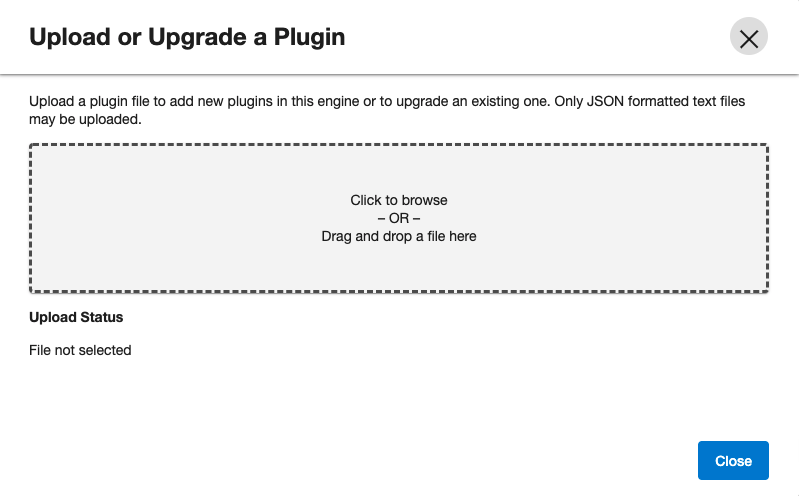 Upload or Upgrade a Plugin
Upload a plugin file to add new plugins in this engine or to upgrade an existing one. Only JSON formatted text files
may be uploaded.
Click to browse
– OR –
Drag and drop a file here
Upload Status
File not selected
Close